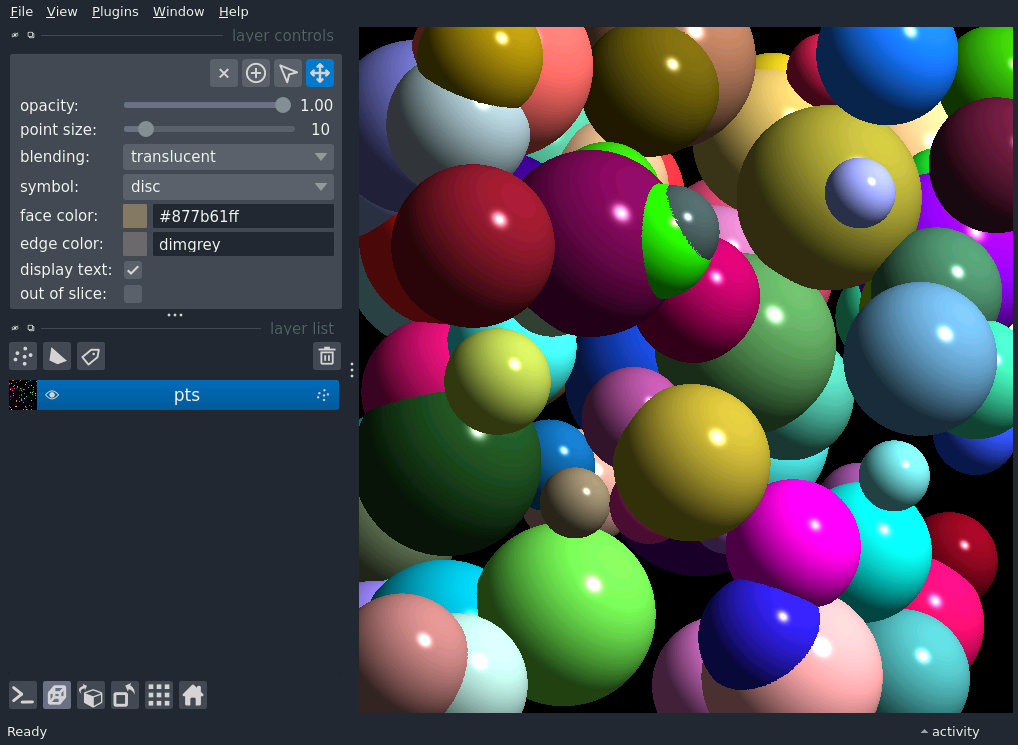 File View Plugins Window Help
layer controls
opacity: 1.00
point size: 10
blending: translucent
symbol: disc
face color: #877b61ff
edge color: dimgrey
display text:
out of slice:
layer list
pts
Ready
activity